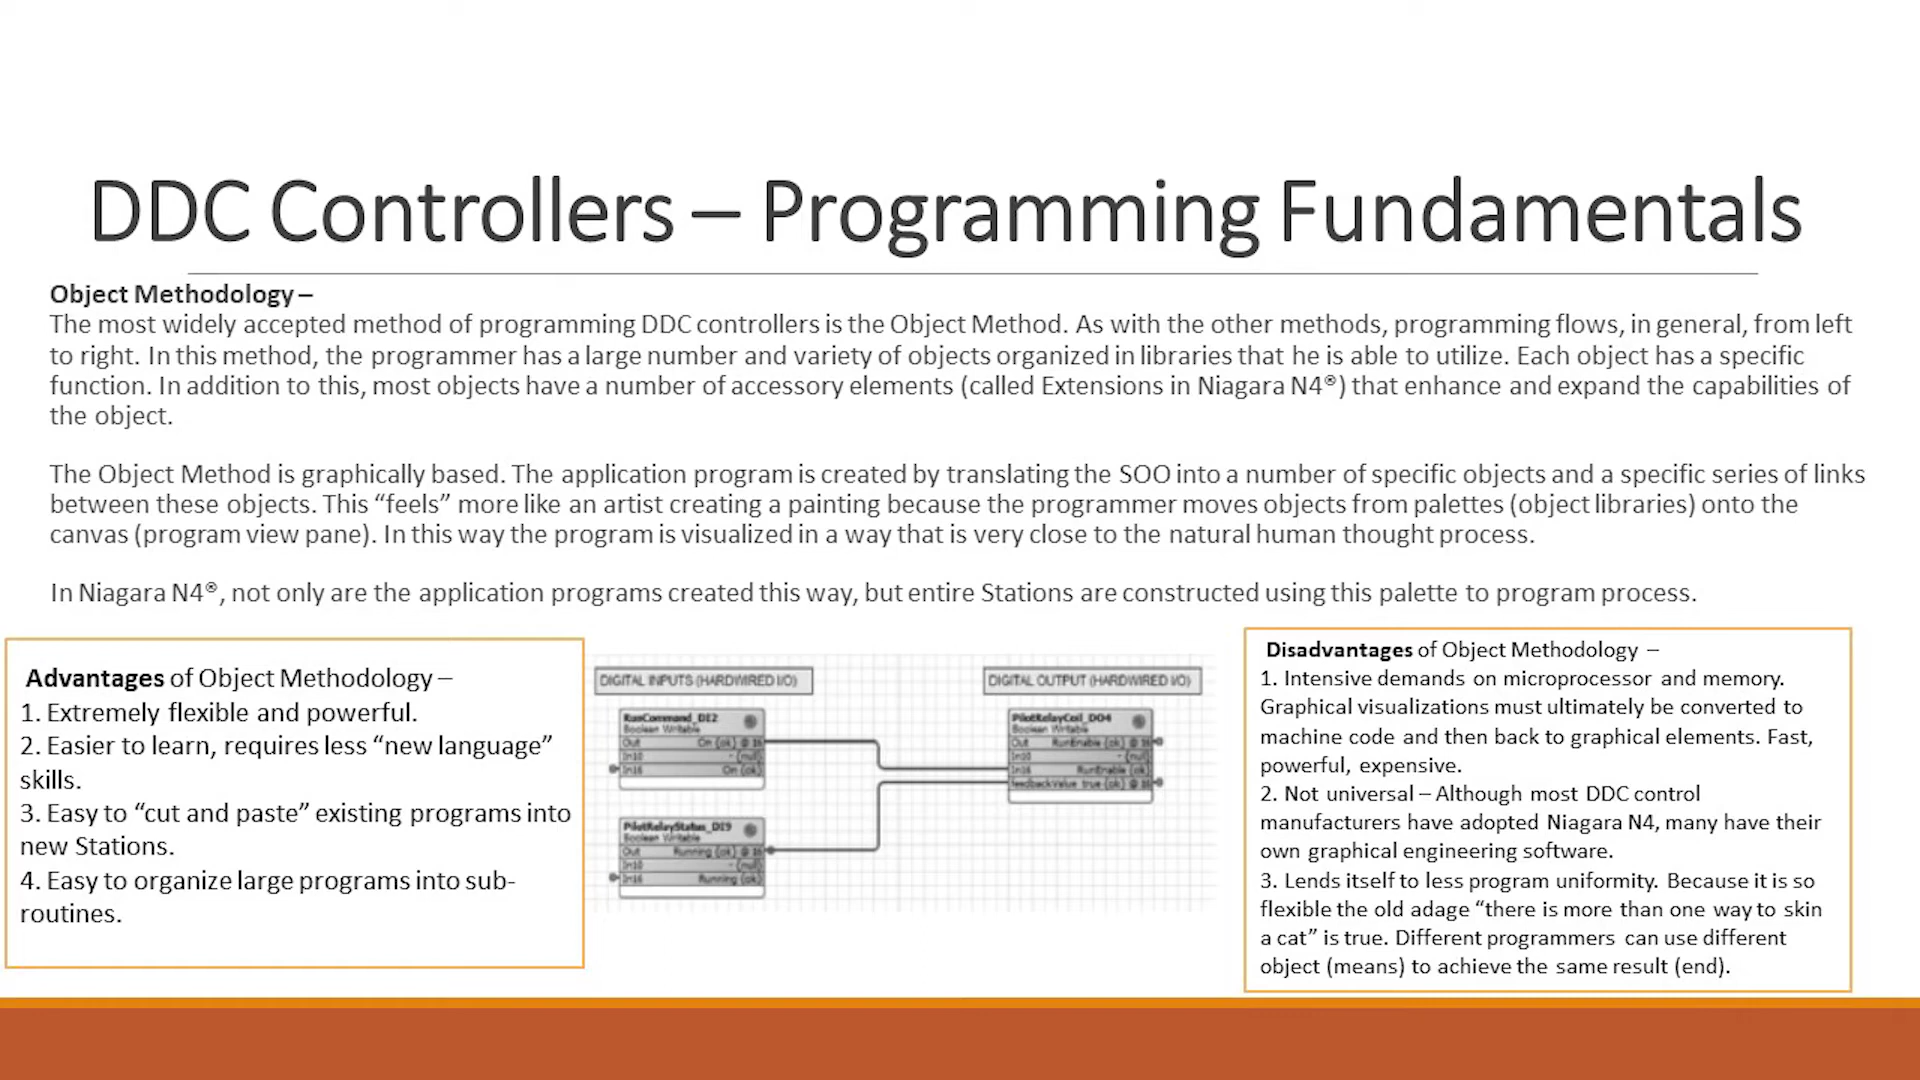 DDC Controllers – Programming Fundamentals
Object Methodology –
The most widely accepted method of programming DDC controllers is the Object Method. As with the other methods, programming flows, in general, from left
to right. In this method, the programmer has a large number and variety of objects organized in libraries that he is able to utilize. Each object has a specific
function. In addition to this, most objects have a number of accessory elements (called Extensions in Niagara N4®) that enhance and expand the capabilities of
the object.
The Object Method is graphically based. The application program is created by translating the SOO into a number of specific objects and a specific series of links
between these objects. This “feels” more like an artist creating a painting because the programmer moves objects from palettes (object libraries) onto the
canvas (program view pane). In this way the program is visualized in a way that is very close to the natural human thought process.
In Niagara N4®, not only are the application programs created this way, but entire Stations are constructed using this palette to program process.
Advantages of Object Methodology –
1. Extremely flexible and powerful.
2. Easier to learn, requires less “new language”
skills.
3. Easy to “cut and paste” existing programs into
new Stations.
4. Easy to organize large programs into sub-
routines.
DIGITAL INPUTS (HARDWIRED I/O)
RunCommand_DI2
Boolean Writable
Out On {ok} @ 16
In10 - {null}
In16 On {ok}
PilotRelayStatus_DI9
Boolean Writable
Out Running {ok} @ 16
In10 - {null}
In16 Running {ok}
DIGITAL OUTPUT (HARDWIRED I/O)
PilotRelayCoil_DO4
Boolean Writable
Out RunEnable {ok} @ 16
In10 - {null}
In16 RunEnable {ok}
feedbackValue true {ok} @ 16
Disadvantages of Object Methodology –
1. Intensive demands on microprocessor and memory.
Graphical visualizations must ultimately be converted to
machine code and then back to graphical elements. Fast,
powerful, expensive.
2. Not universal – Although most DDC control
manufacturers have adopted Niagara N4, many have their
own graphical engineering software.
3. Lends itself to less program uniformity. Because it is so
flexible the old adage “there is more than one way to skin
a cat” is true. Different programmers can use different
object (means) to achieve the same result (end).